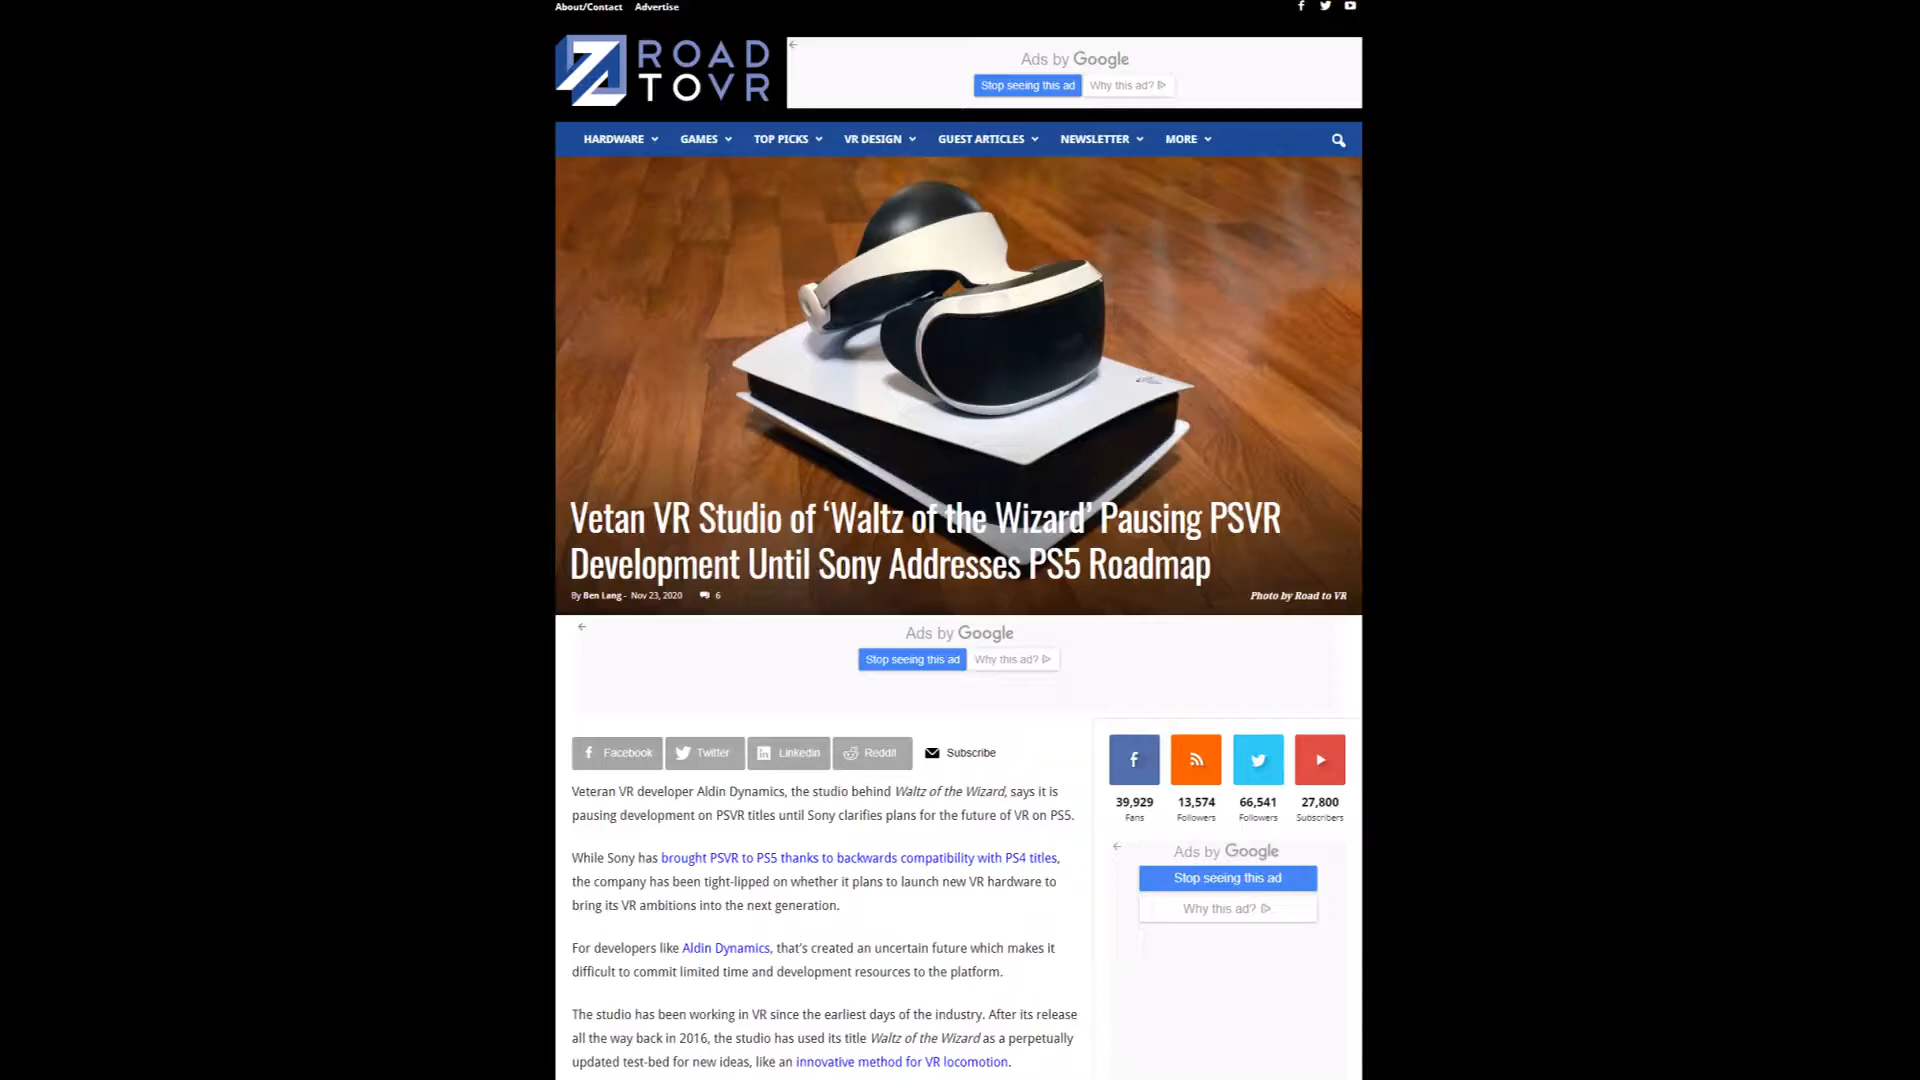 About/Contact Advertise
ROAD
TOVR
Ads by Google
Stop seeing this ad Why this ad?
HARDWARE GAMES TOP PICKS VR DESIGN GUEST ARTICLES NEWSLETTER MORE
Vetan VR Studio of ‘Waltz of the Wizard’ Pausing PSVR
Development Until Sony Addresses PS5 Roadmap
By Ben Lang - Nov 23, 2020 6
Photo by Road to VR
Ads by Google
Stop seeing this ad Why this ad?
Facebook Twitter Linkedin Reddit Subscribe
Veteran VR developer Aldin Dynamics, the studio behind Waltz of the Wizard, says it is
pausing development on PSVR titles until Sony clarifies plans for the future of VR on PS5.
While Sony has brought PSVR to PS5 thanks to backwards compatibility with PS4 titles,
the company has been tight-lipped on whether it plans to launch new VR hardware to
bring its VR ambitions into the next generation.
For developers like Aldin Dynamics, that’s created an uncertain future which makes it
difficult to commit limited time and development resources to the platform.
The studio has been working in VR since the earliest days of the industry. After its release
all the way back in 2016, the studio has used its title Waltz of the Wizard as a perpetually
updated test-bed for new ideas, like an innovative method for VR locomotion.
39,929 13,574 66,541 27,800
Fans Followers Followers Subscribers
Ads by Google
Stop seeing this ad
Why this ad?